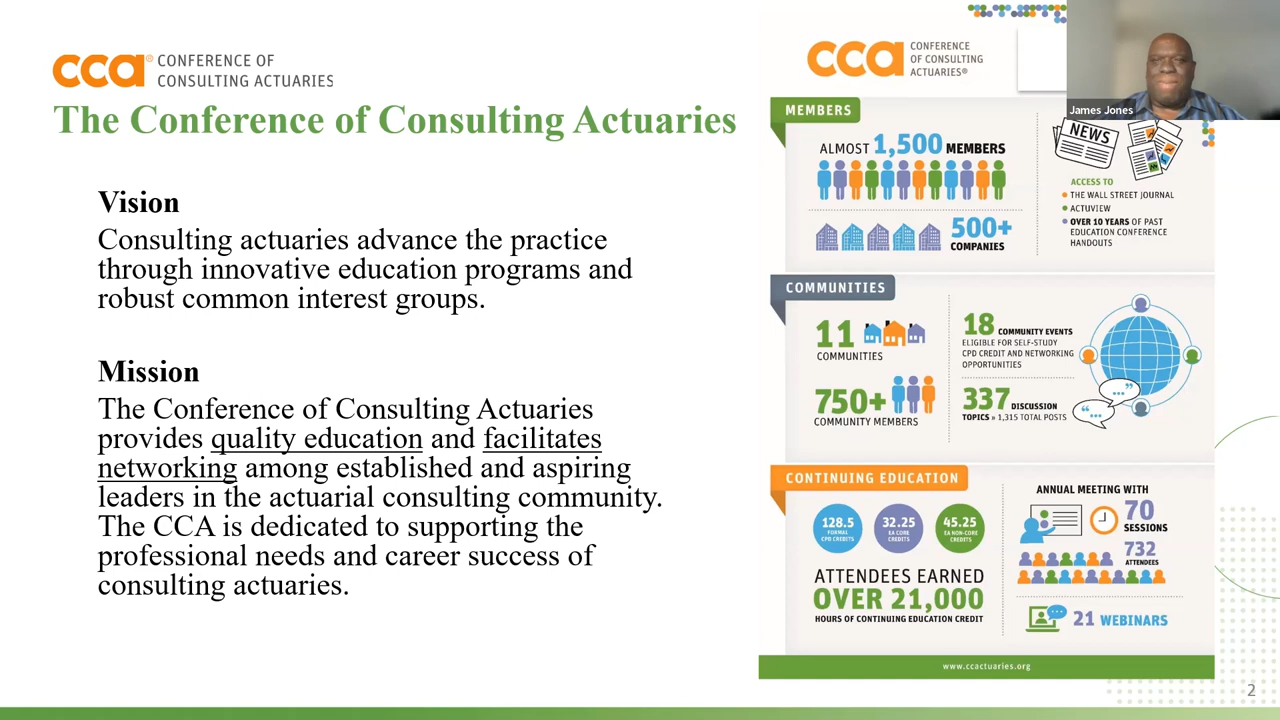 cca® CONFERENCE OF
CONSULTING ACTUARIES
The Conference of Consulting Actuaries
Vision
Consulting actuaries advance the practice
through innovative education programs and
robust common interest groups.
Mission
The Conference of Consulting Actuaries
provides quality education and facilitates
networking among established and aspiring
leaders in the actuarial consulting community.
The CCA is dedicated to supporting the
professional needs and career success of
consulting actuaries.
cca CONFERENCE
OF CONSULTING
ACTUARIES®
James Jones
MEMBERS
ALMOST 1,500 MEMBERS
500+
COMPANIES
NEWS
ACCESS TO
THE WALL STREET JOURNAL
ACTUVIEW
OVER 10 YEARS OF PAST
EDUCATION CONFERENCE
HANDOUTS
COMMUNITIES
11
COMMUNITIES
750+
COMMUNITY MEMBERS
18 COMMUNITY EVENTS
ELIGIBLE FOR SELF-STUDY
CPD CREDIT AND NETWORKING
OPPORTUNITIES
337 DISCUSSION
TOPICS » 1,315 TOTAL POSTS
CONTINUING EDUCATION
128.5
FORMAL
CPD CREDITS
32.25
EA CORE
CREDITS
45.25
EA NON-CORE
CREDITS
ATTENDEES EARNED
OVER 21,000
HOURS OF CONTINUING EDUCATION CREDIT
ANNUAL MEETING WITH
70
SESSIONS
732
ATTENDEES
21 WEBINARS
www.ccactuaries.org
2